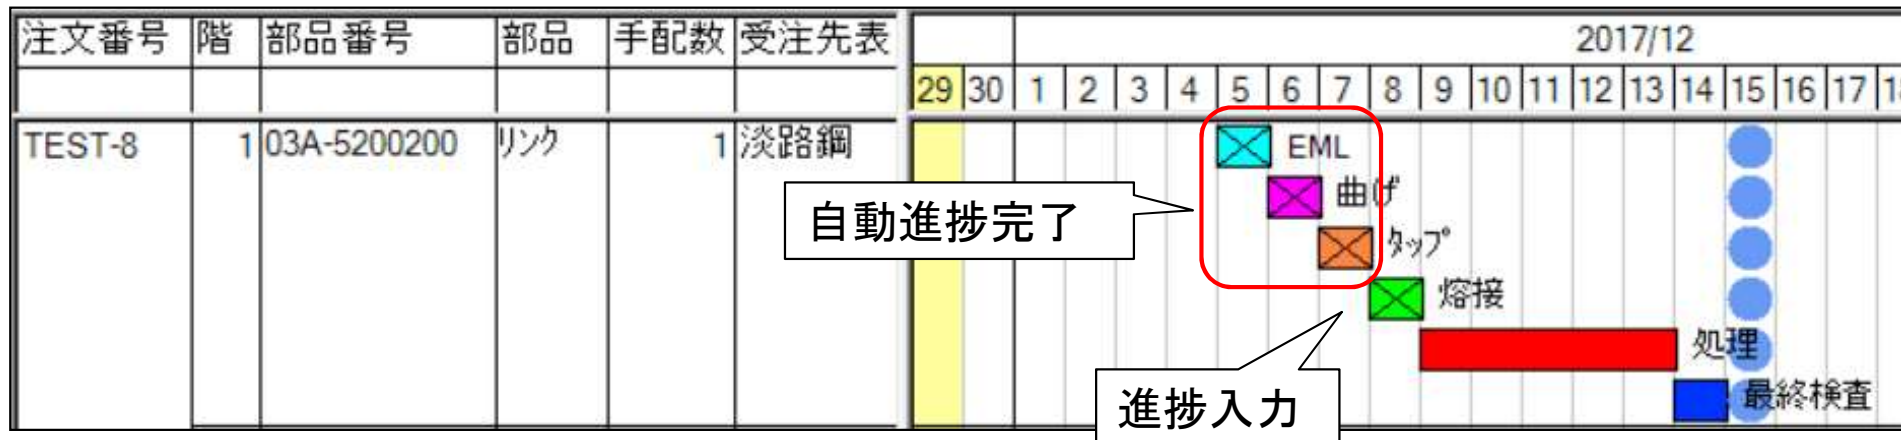 注文番号 階 部品番号 部品 手配数 受注先表 2017/12
29 30 1 2 3 4 5 6 7 8 9 10 11 12 13 14 15 16 17
TEST-8 1 03A-5200200 リンク 1 淡路鋼 EML
曲げ
自動進捗完了
タップ
熔接
処理
最終検査
進捗入力